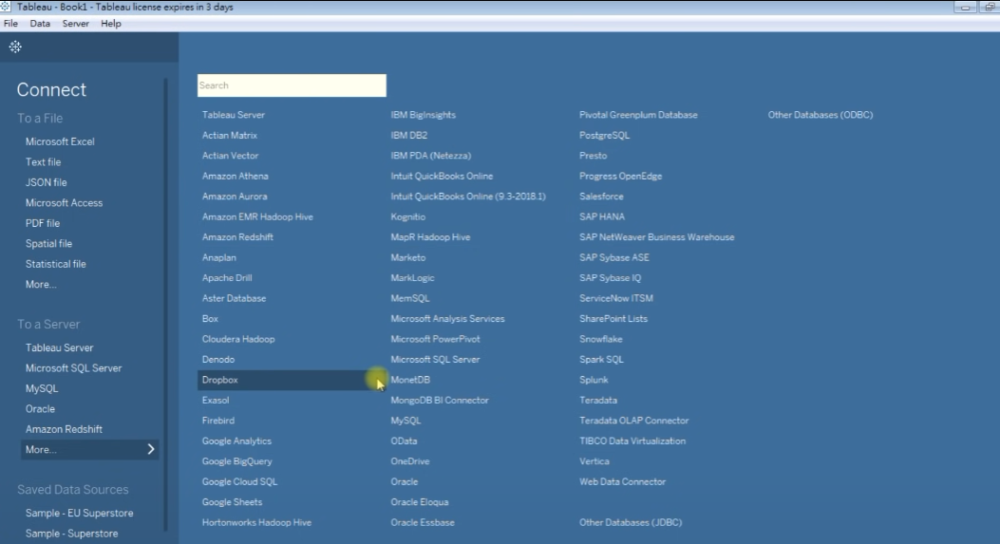 Tableau - Book1 - Tableau license expires in 3 days
File Data Server Help
Connect
To a File
Microsoft Excel
Text file
JSON file
Microsoft Access
PDF file
Spatial file
Statistical file
More...
To a Server
Tableau Server
Microsoft SQL Server
MySQL
Oracle
Amazon Redshift
More...
Saved Data Sources
Sample - EU Superstore
Sample - Superstore
Search
Tableau Server
Actian Matrix
Actian Vector
Amazon Athena
Amazon Aurora
Amazon EMR Hadoop Hive
Amazon Redshift
Anaplan
Apache Drill
Aster Database
Box
Cloudera Hadoop
Denodo
Dropbox
Exasol
Firebird
Google Analytics
Google BigQuery
Google Cloud SQL
Google Sheets
Hortonworks Hadoop Hive
IBM BigInsights
IBM DB2
IBM PDA (Netezza)
Intuit QuickBooks Online
Intuit QuickBooks Online (9.3-2018.1)
Kognitio
MapR Hadoop Hive
Marketo
MarkLogic
MemSQL
Microsoft Analysis Services
Microsoft PowerPivot
Microsoft SQL Server
MonetDB
MongoDB BI Connector
MySQL
OData
OneDrive
Oracle
Oracle Eloqua
Oracle Essbase
Pivotal Greenplum Database
PostgreSQL
Presto
Progress OpenEdge
Salesforce
SAP HANA
SAP NetWeaver Business Warehouse
SAP Sybase ASE
SAP Sybase IQ
ServiceNow ITSM
SharePoint Lists
Snowflake
Spark SQL
Splunk
Teradata
Teradata OLAP Connector
TIBCO Data Virtualization
Vertica
Web Data Connector
Other Databases (JDBC)
Other Databases (ODBC)